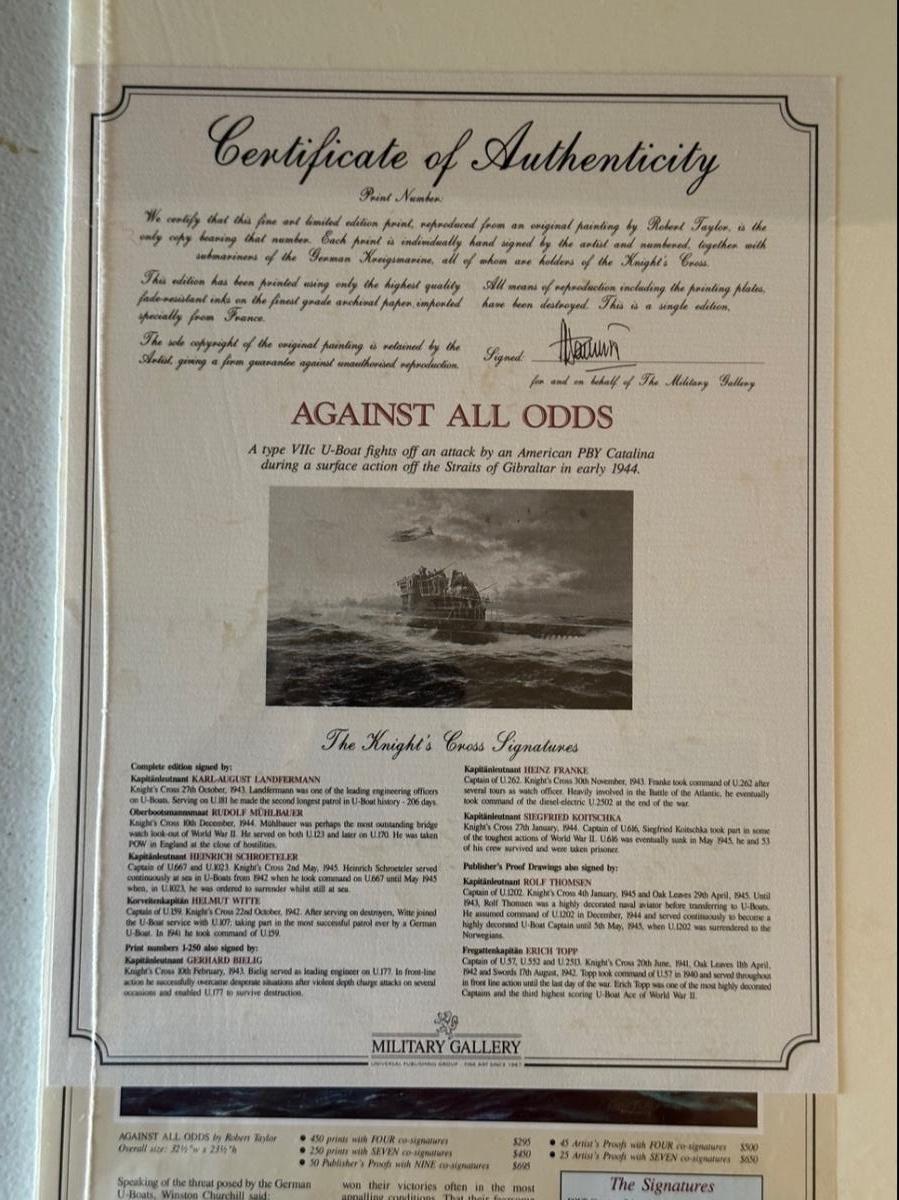 Certificate of Authenticity
Print Number:
We certify that this fine art limited edition print, reproduced from an original painting by Robert Taylor, is the
only copy bearing that number. Each print is individually hand signed by the artist and numbered, together with
submariners of the German Kreigsmarine, all of whom are holders of the Knight's Cross.
This edition has been printed using only the highest quality
fade-resistant inks on the finest grade archival paper, imported
specially from France.
The sole copyright of the original painting is retained by the
Artist, giving a firm guarantee against unauthorised reproduction.
All means of reproduction including the printing plates,
have been destroyed. This is a single edition.
Signed:
for and on behalf of The Military Gallery
AGAINST ALL ODDS
A type VIIc U-Boat fights off an attack by an American PBY Catalina
during a surface action off the Straits of Gibraltar in early 1944.
The Knight's Cross Signatures
Complete edition signed by:
Kapitänleutnant KARL-AUGUST LANDFERMANN
Knight's Cross 27th October, 1943. Landfermann was one of the leading engineering officers
on U-Boats. Serving on U.181 he made the second longest patrol in U-Boat history - 206 days.
Oberbootsmannsmaat RUDOLF MÜHLBAUER
Knight's Cross 10th December, 1944. Mühlbauer was perhaps the most outstanding bridge
watch look-out of World War II. He served on both U.123 and later on U.170. He was taken
POW in England at the close of hostilities.
Kapitänleutnant HEINRICH SCHROETELER
Captain of U.667 and U.1023. Knight's Cross 2nd May, 1945. Heinrich Schroeteler served
continuously at sea in U-Boats from 1942 when he took command on U.667 until May 1945
when, in U.1023, he was ordered to surrender whilst still at sea.
Korvettenkapitän HELMUT WITTE
Captain of U.159. Knight's Cross 22nd October, 1942. After serving on destroyers, Witte joined
the U-Boat service with U.107; taking part in the most successful patrol ever by a German
U-Boat. In 1941 he took command of U.159.
Print numbers 1-250 also signed by:
Kapitänleutnant GERHARD BIELIG
Knight's Cross 10th February, 1943. Bielig served as leading engineer on U.177. In front-line
action he successfully overcame desperate situations after violent depth charge attacks on several
occasions and enabled U.177 to survive destruction.
Kapitänleutnant HEINZ FRANKE
Captain of U.262. Knight's Cross 30th November, 1943. Franke took command of U.262 after
several tours as watch officer. Heavily involved in the Battle of the Atlantic, he eventually
took command of the diesel-electric U.2502 at the end of the war.
Kapitänleutnant SIEGFRIED KOITSCHKA
Knight's Cross 27th January, 1944. Captain of U.616, Siegfried Koitschka took part in some
of the toughest actions of World War II. U.616 was eventually sunk in May 1945, he and 53
of his crew survived and were taken prisoner.
Publisher's Proof Drawings also signed by:
Kapitänleutnant ROLF THOMSEN
Captain of U.1202. Knight's Cross 4th January, 1945 and Oak Leaves 29th April, 1945. Until
1943, Rolf Thomsen was a highly decorated naval aviator before transferring to U-Boats.
He assumed command of U.1202 in December, 1944 and served continuously to become a
highly decorated U-Boat Captain until 5th May, 1945, when U.1202 was surrendered to the
Norwegians.
Fregattenkapitän ERICH TOPP
Captain of U.57, U.552 and U.2513. Knight's Cross 20th June, 1941, Oak Leaves 11th April,
1942 and Swords 17th August, 1942. Topp took command of U.57 in 1940 and served throughout
in front line action until the last day of the war. Erich Topp was one of the most highly decorated
Captains and the third highest scoring U-Boat Ace of World War II.
MILITARY GALLERY
AGAINST ALL ODDS by Robert Taylor
Overall size: 32½"w x 23½"h
• 450 prints with FOUR co-signatures $295
• 250 prints with SEVEN co-signatures $450
• 50 Publisher's Proofs with NINE co-signatures $695
• 45 Artist's Proofs with FOUR co-signatures $500
• 25 Artist's Proofs with SEVEN co-signatures $650
Speaking of the threat posed by the German
U-Boats, Winston Churchill said:
won their victories often in the most
appalling conditions. That their
The Signatures